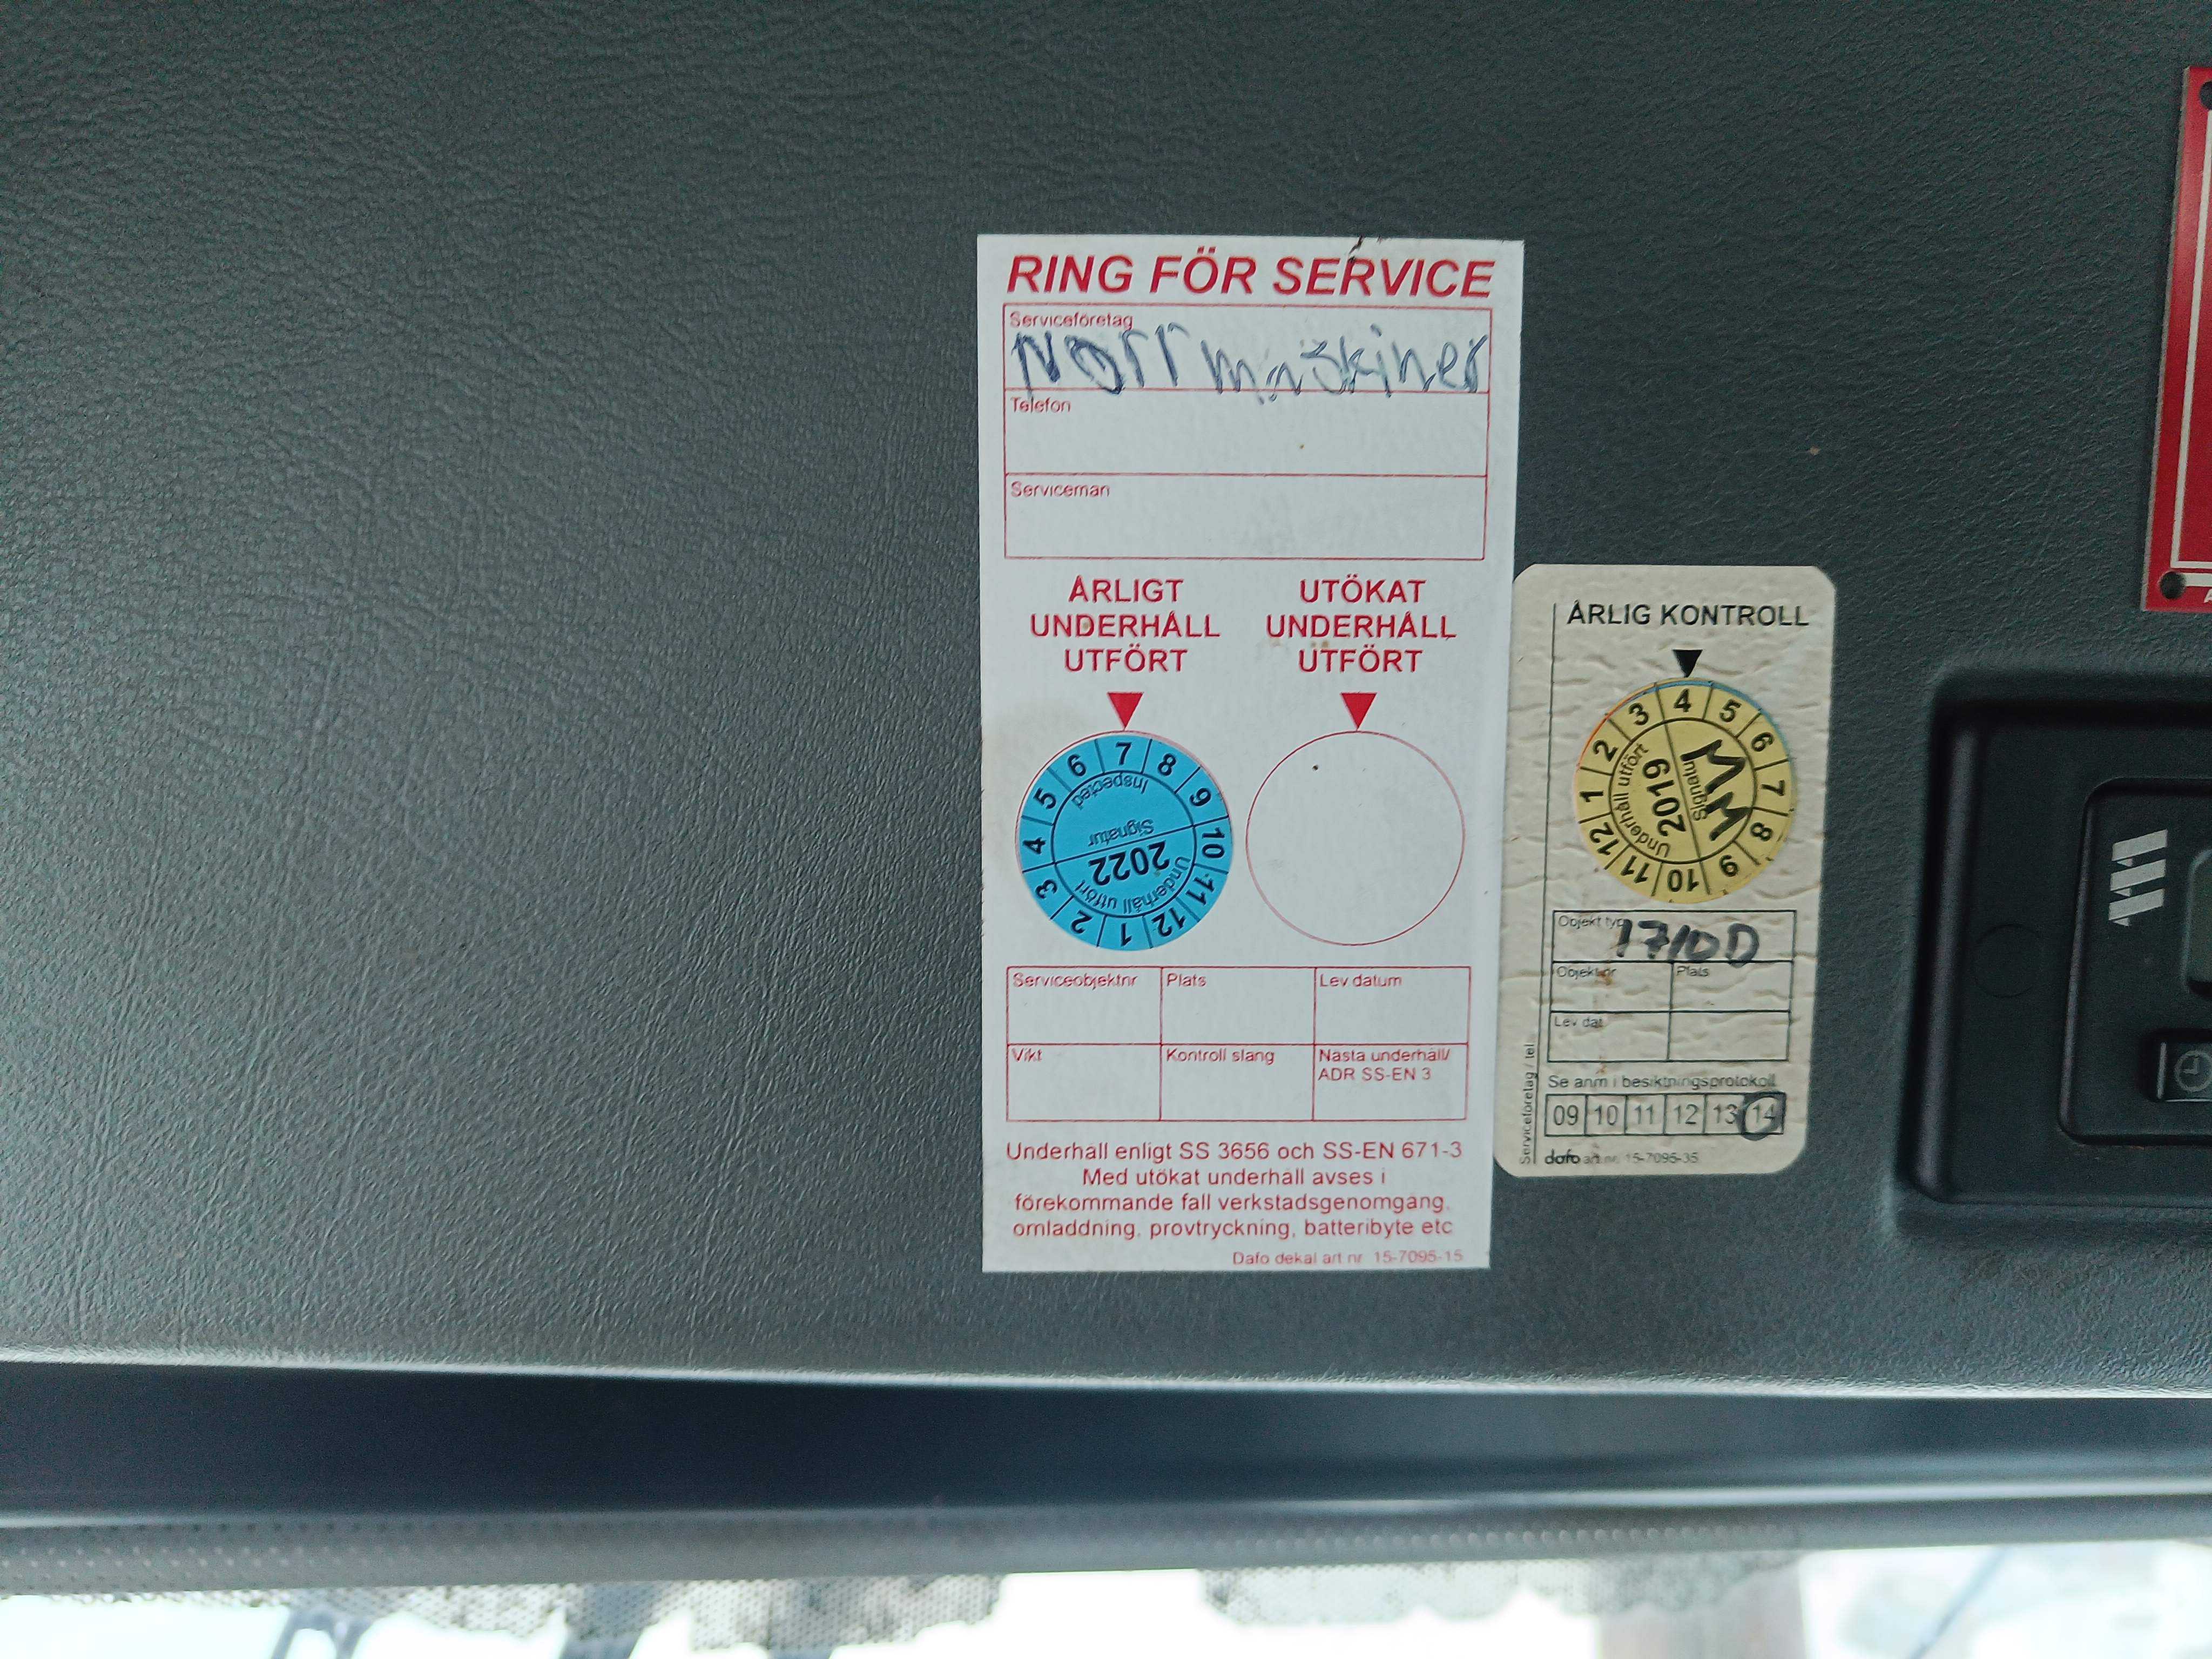 RING FÖR SERVICE
Serviceföretag
Norrmaskiner
Telefon
Serviceman
ÅRLIGT
UNDERHÅLL
UTFÖRT
UTÖKAT
UNDERHÅLL
UTFÖRT
1 2 3 4 5 6 7 8 9 10 11 12
Inspected
Signatur
2022
Underhåll utfört
Serviceobjektnr
Plats
Lev datum
Vikt
Kontroll slang
Nästa underhåll/
ADR SS-EN 3
Underhåll enligt SS 3656 och SS-EN 671-3
Med utökat underhåll avses i
förekommande fall verkstadsgenomgång,
omladdning, provtryckning, batteribyte etc
Dafo dekal art nr 15-7095-15
ÅRLIG KONTROLL
1 2 3 4 5 6 7 8 9 10 11 12
Underhåll utfört
2019
Signatu
MM
Objekt typ
1710D
Objektnr
Plats
Lev dat
Se anm i besiktningsprotokoll
09 10 11 12 13 14
Serviceföretag / tel
dafo art nr. 15-7095-35